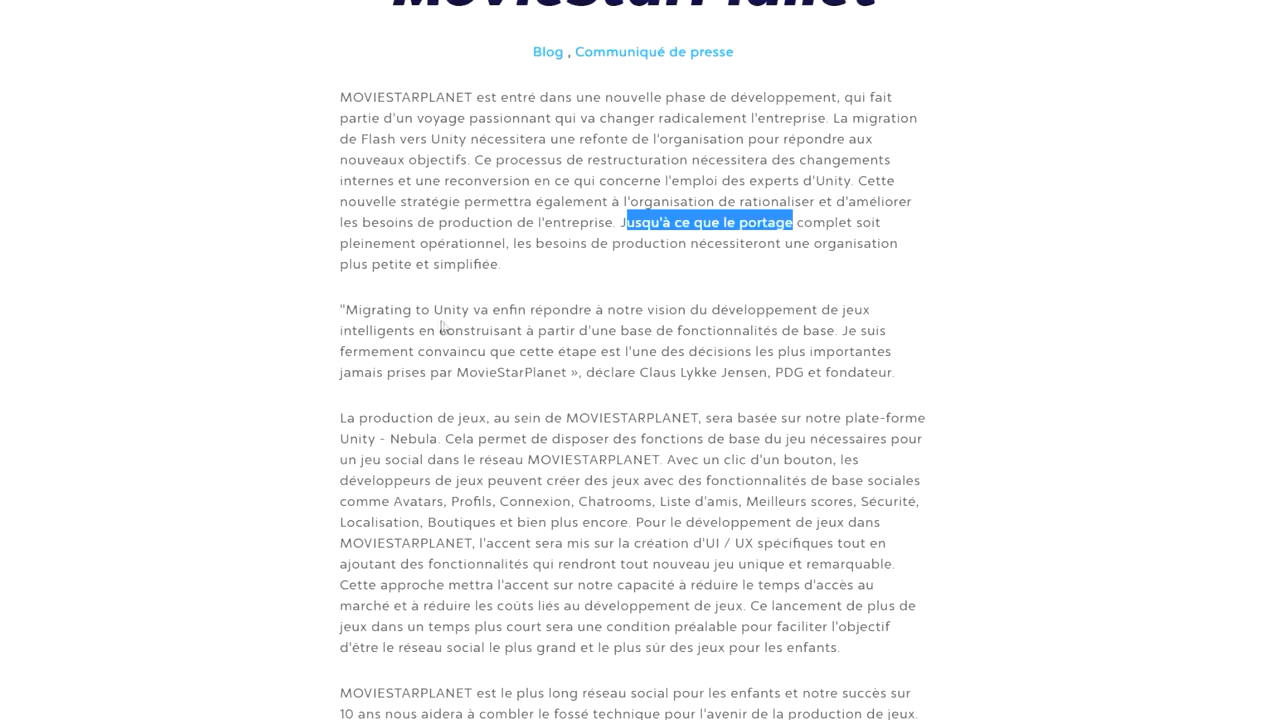 MovieStarPlanet
Blog , Communiqué de presse
MOVIESTARPLANET est entré dans une nouvelle phase de développement, qui fait
partie d'un voyage passionnant qui va changer radicalement l'entreprise. La migration
de Flash vers Unity nécessitera une refonte de l'organisation pour répondre aux
nouveaux objectifs. Ce processus de restructuration nécessitera des changements
internes et une reconversion en ce qui concerne l'emploi des experts d'Unity. Cette
nouvelle stratégie permettra également à l'organisation de rationaliser et d'améliorer
les besoins de production de l'entreprise. Jusqu'à ce que le portage complet soit
pleinement opérationnel, les besoins de production nécessiteront une organisation
plus petite et simplifiée.
"Migrating to Unity va enfin répondre à notre vision du développement de jeux
intelligents en construisant à partir d'une base de fonctionnalités de base. Je suis
fermement convaincu que cette étape est l'une des décisions les plus importantes
jamais prises par MovieStarPlanet », déclare Claus Lykke Jensen, PDG et fondateur.
La production de jeux, au sein de MOVIESTARPLANET, sera basée sur notre plate-forme
Unity - Nebula. Cela permet de disposer des fonctions de base du jeu nécessaires pour
un jeu social dans le réseau MOVIESTARPLANET. Avec un clic d'un bouton, les
développeurs de jeux peuvent créer des jeux avec des fonctionnalités de base sociales
comme Avatars, Profils, Connexion, Chatrooms, Liste d'amis, Meilleurs scores, Sécurité,
Localisation, Boutiques et bien plus encore. Pour le développement de jeux dans
MOVIESTARPLANET, l'accent sera mis sur la création d'UI / UX spécifiques tout en
ajoutant des fonctionnalités qui rendront tout nouveau jeu unique et remarquable.
Cette approche mettra l'accent sur notre capacité à réduire le temps d'accès au
marché et à réduire les coûts liés au développement de jeux. Ce lancement de plus de
jeux dans un temps plus court sera une condition préalable pour faciliter l'objectif
d'être le réseau social le plus grand et le plus sûr des jeux pour les enfants.
MOVIESTARPLANET est le plus long réseau social pour les enfants et notre succès sur
10 ans nous aidera à combler le fossé technique pour l'avenir de la production de jeux.